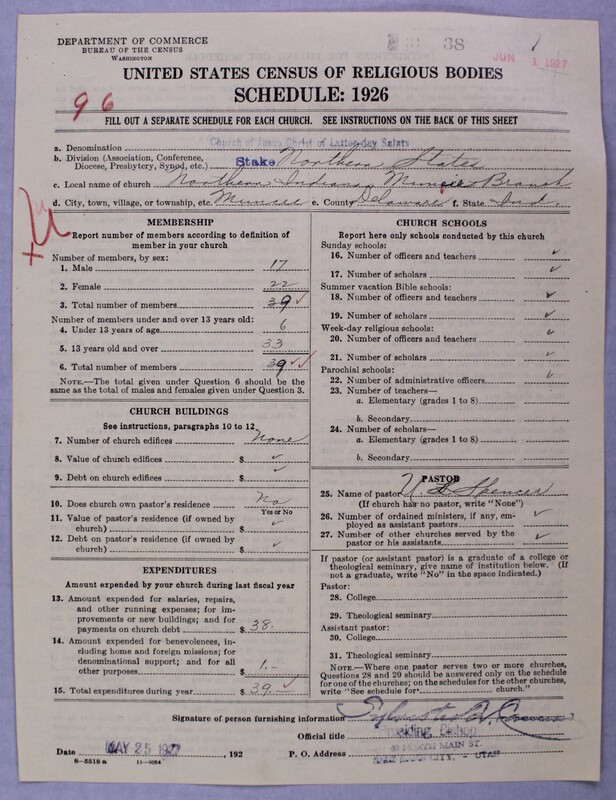 DEPARTMENT OF COMMERCE
BUREAU OF THE CENSUS
WASHINGTON
38
1
JUN 1 1927
UNITED STATES CENSUS OF RELIGIOUS BODIES
SCHEDULE: 1926
96
FILL OUT A SEPARATE SCHEDULE FOR EACH CHURCH. SEE INSTRUCTIONS ON THE BACK OF THIS SHEET
a. Denomination Church of Jesus Christ of Latter-day Saints
b. Division (Association, Conference, Diocese, Presbytery, Synod, etc.) Stake Northern States
c. Local name of church Northern Indiana, Muncie Branch
d. City, town, village, or township, etc. Muncie e. County Delaware f. State Ind.
MEMBERSHIP
Report number of members according to definition of member in your church
Number of members, by sex:
1. Male 17
2. Female 22
3. Total number of members 39 ✓
Number of members under and over 13 years old:
4. Under 13 years of age 6
5. 13 years old and over 33
6. Total number of members 39 ✓✓
NOTE.—The total given under Question 6 should be the same as the total of males and females given under Question 3.
CHURCH BUILDINGS
See instructions, paragraphs 10 to 12
7. Number of church edifices None
8. Value of church edifices $ ✓
9. Debt on church edifices $ ✓
10. Does church own pastor's residence No
Yes or No
11. Value of pastor's residence (if owned by church) $ ✓
12. Debt on pastor's residence (if owned by church) $ ✓
EXPENDITURES
Amount expended by your church during last fiscal year
13. Amount expended for salaries, repairs, and other running expenses; for improvements or new buildings; and for payments on church debt $ 38.
14. Amount expended for benevolences, including home and foreign missions; for denominational support; and for all other purposes $ 1.-
15. Total expenditures during year $ 39.- ✓
CHURCH SCHOOLS
Report here only schools conducted by this church
Sunday schools:
16. Number of officers and teachers ✓
17. Number of scholars ✓
Summer vacation Bible schools:
18. Number of officers and teachers ✓
19. Number of scholars ✓
Week-day religious schools:
20. Number of officers and teachers ✓
21. Number of scholars ✓
Parochial schools:
22. Number of administrative officers ✓
23. Number of teachers—
a. Elementary (grades 1 to 8)
b. Secondary
24. Number of scholars—
a. Elementary (grades 1 to 8)
b. Secondary
PASTOR
25. Name of pastor Spencer
(If church has no pastor, write "None")
26. Number of ordained ministers, if any, employed as assistant pastors ✓
27. Number of other churches served by the pastor or his assistants ✓
If pastor (or assistant pastor) is a graduate of a college or theological seminary, give name of institution below. (If not a graduate, write "No" in the space indicated.)
Pastor:
28. College
29. Theological seminary
Assistant pastor:
30. College
31. Theological seminary
NOTE.—Where one pastor serves two or more churches, Questions 28 and 29 should be answered only on the schedule for one of the churches; on the schedules for the other churches, write "See schedule for church."
Signature of person furnishing information
Official title Presiding Bishop
Date MAY 25 1927, 192 P. O. Address 40 NORTH MAIN ST.
CITY, - UTAH
8—5518 a 11—9084